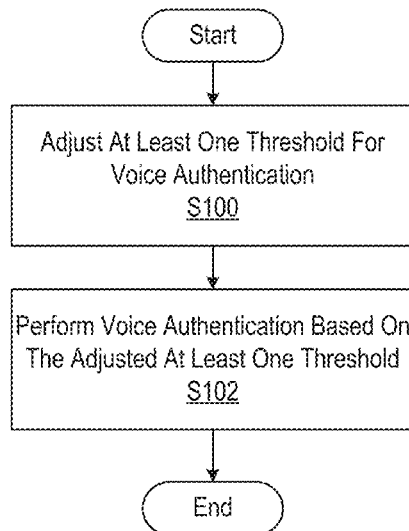 Start
Adjust At Least One Threshold For
Voice Authentication
S100
Perform Voice Authentication Based On
The Adjusted At Least One Threshold
S102
End